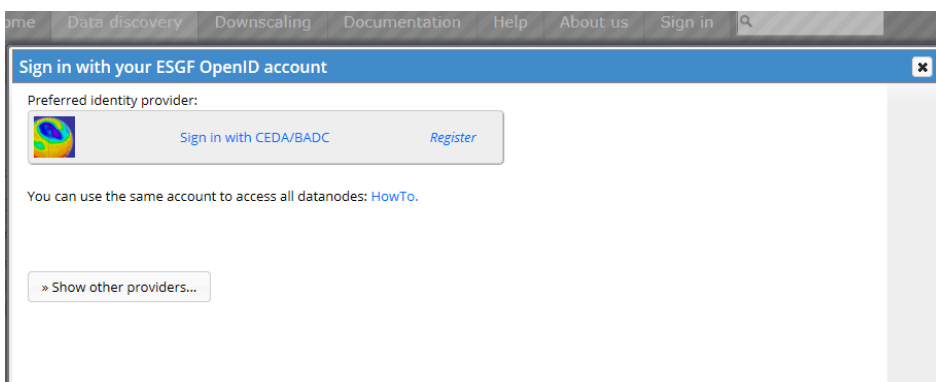 ome Data discovery Downscaling Documentation Help About us Sign in
Sign in with your ESGF OpenID account
Preferred identity provider:
Sign in with CEDA/BADC Register
You can use the same account to access all datanodes: HowTo.
» Show other providers...